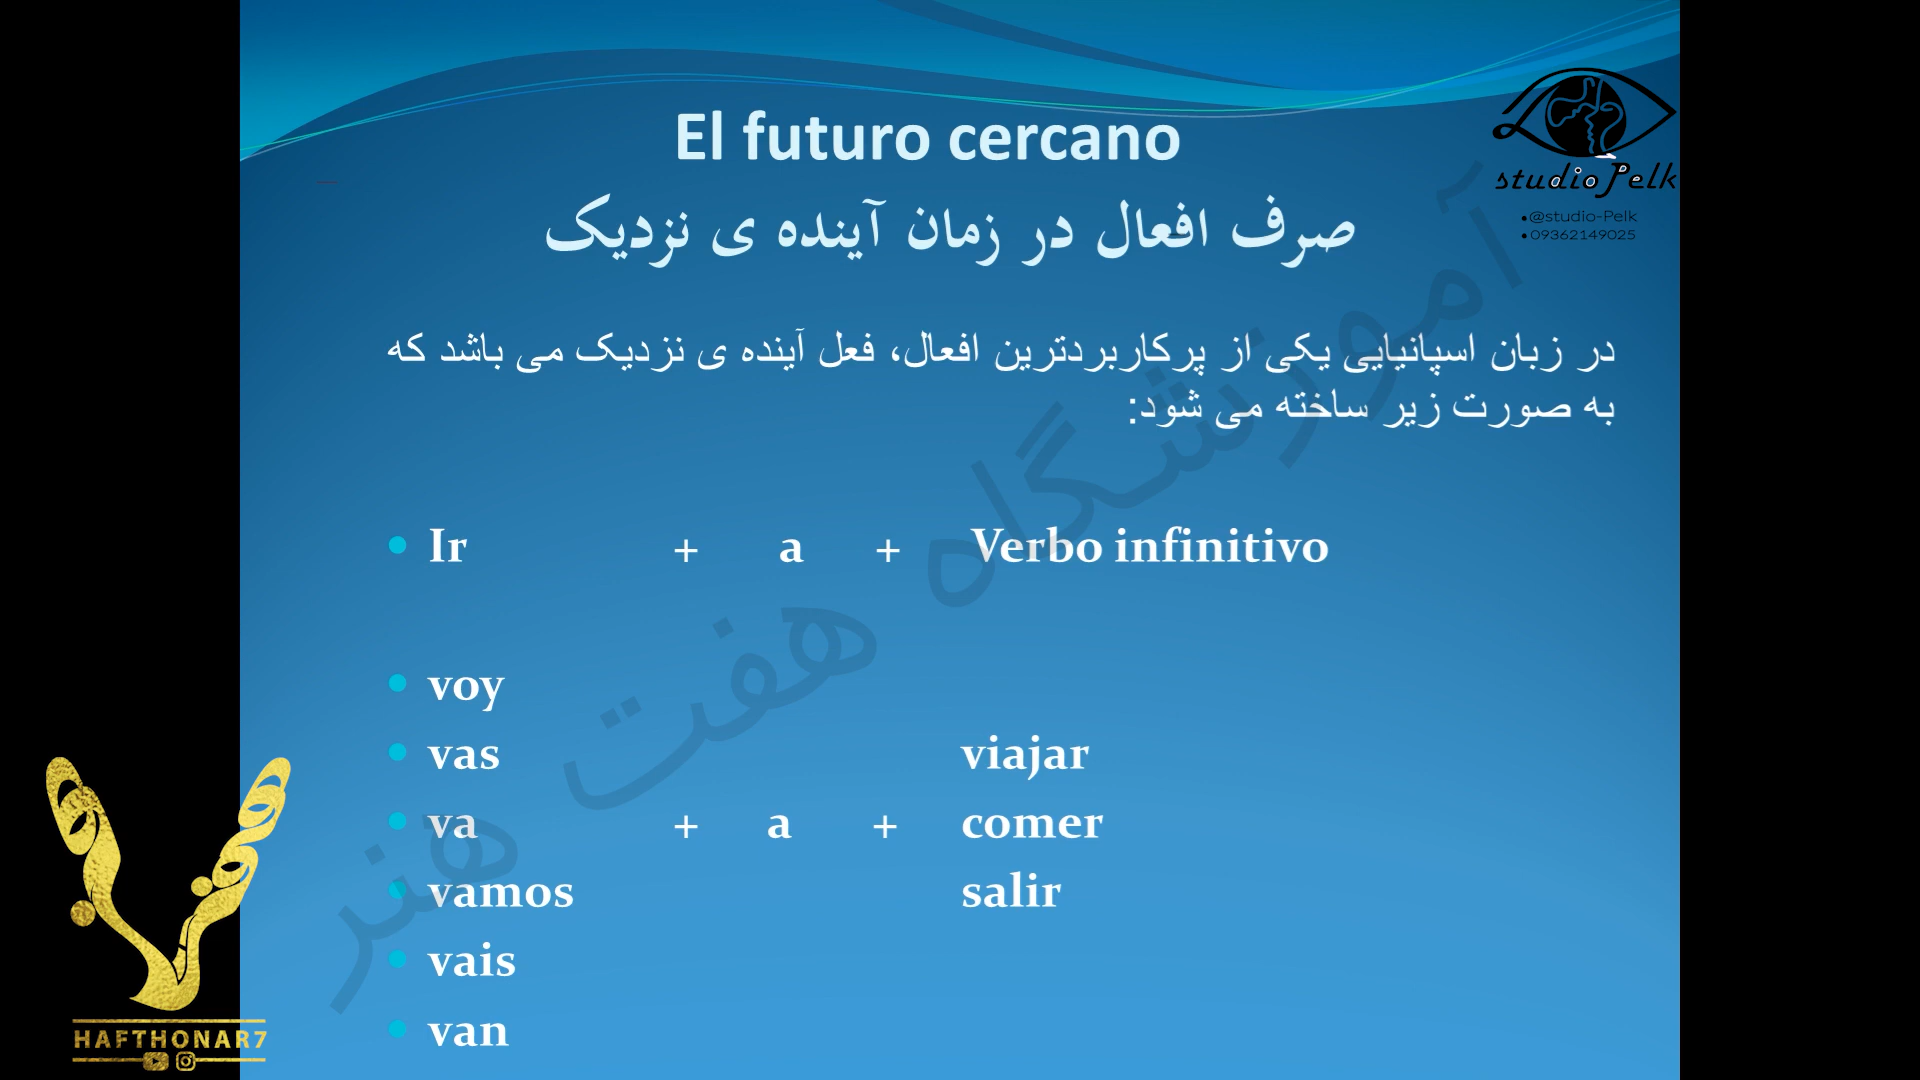 El futuro cercano
صرف افعال در زمان آینده ی نزدیک
studio Pelk
•@studio-Pelk
•09362149025
در زبان اسپانیایی یکی از پرکاربردترین افعال، فعل آینده ی نزدیک می باشد که
به صورت زیر ساخته می شود:
• Ir + a + Verbo infinitivo
• voy
• vas viajar
• va + a + comer
• vamos salir
• vais
• van
آموزشگاه هفت هنر
HAFTHONAR7